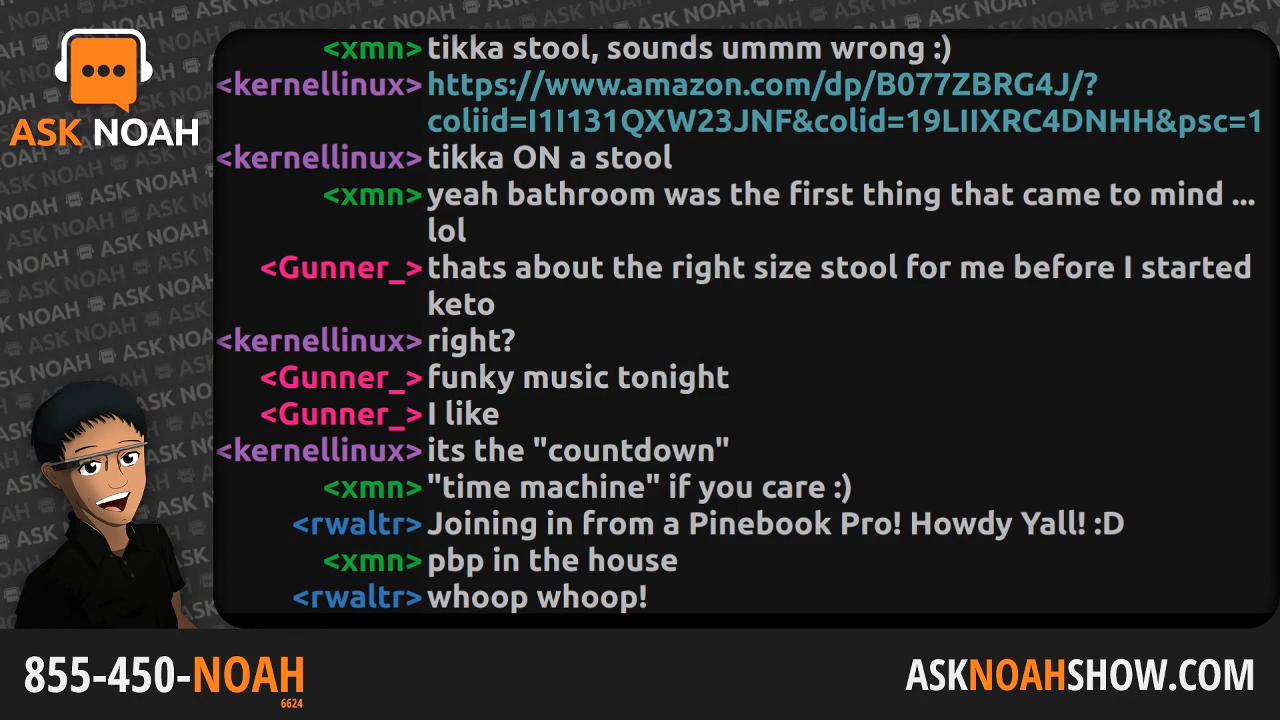 ASK NOAH
<xmn> tikka stool, sounds ummm wrong :)
<kernellinux> https://www.amazon.com/dp/B077ZBRG4J/?
coliid=I1I131QXW23JNF&colid=19LIIXRC4DNHH&psc=1
<kernellinux> tikka ON a stool
<xmn> yeah bathroom was the first thing that came to mind ...
lol
<Gunner_> thats about the right size stool for me before I started
keto
<kernellinux> right?
<Gunner_> funky music tonight
<Gunner_> I like
<kernellinux> its the "countdown"
<xmn> "time machine" if you care :)
<rwaltr> Joining in from a Pinebook Pro! Howdy Yall! :D
<xmn> pbp in the house
<rwaltr> whoop whoop!
855-450-NOAH
6624
ASKNOAHSHOW.COM